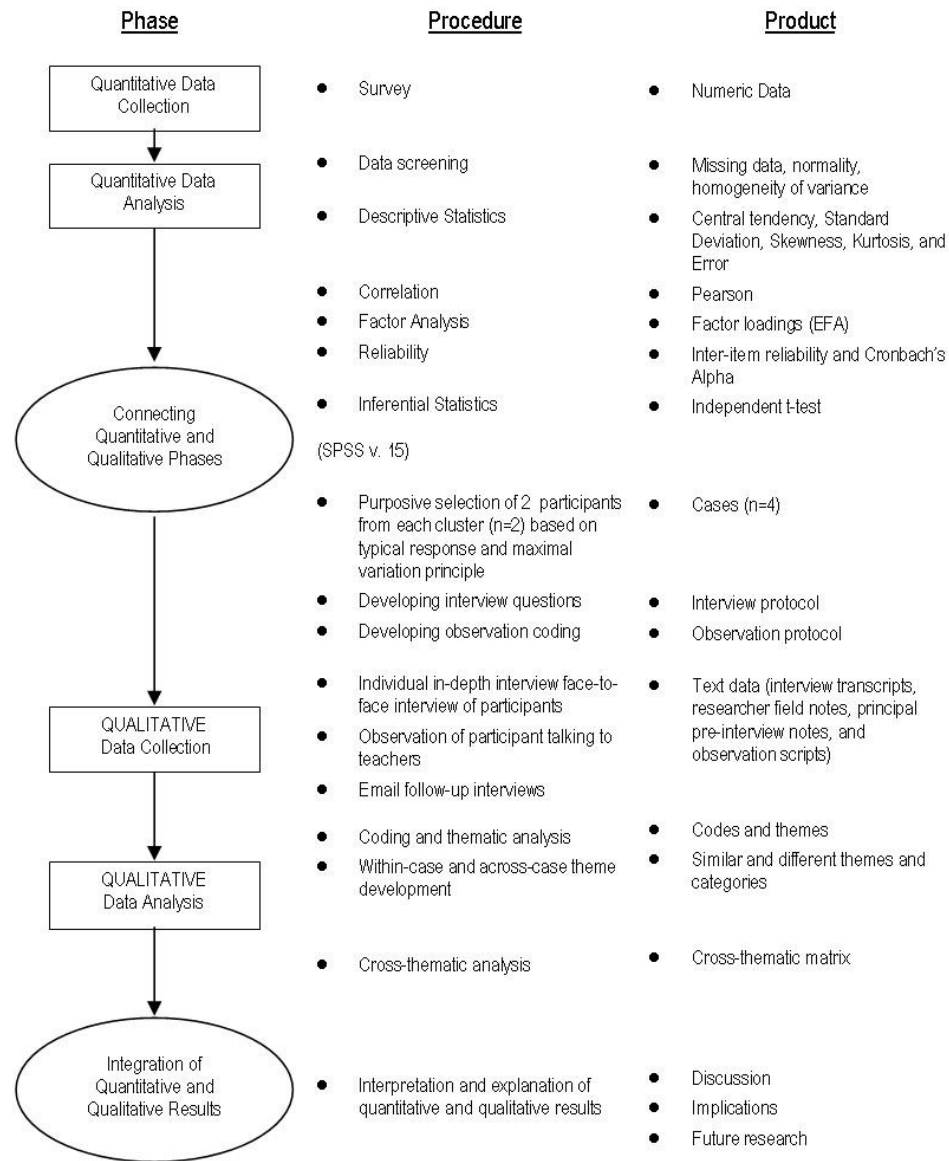 Phase
Procedure
Product
Quantitative Data
Collection
● Survey
● Numeric Data
Quantitative Data
Analysis
● Data screening
● Missing data, normality,
homogeneity of variance
● Descriptive Statistics
● Central tendency, Standard
Deviation, Skewness, Kurtosis, and
Error
● Correlation
● Pearson
● Factor Analysis
● Factor loadings (EFA)
● Reliability
● Inter-item reliability and Cronbach's
Alpha
Connecting
Quantitative and
Qualitative Phases
● Inferential Statistics
● Independent t-test
(SPSS v. 15)
● Purposive selection of 2 participants
from each cluster (n=2) based on
typical response and maximal
variation principle
● Cases (n=4)
● Developing interview questions
● Interview protocol
● Developing observation coding
● Observation protocol
QUALITATIVE
Data Collection
● Individual in-depth interview face-to-
face interview of participants
● Observation of participant talking to
teachers
● Email follow-up interviews
● Text data (interview transcripts,
researcher field notes, principal
pre-interview notes, and
observation scripts)
QUALITATIVE
Data Analysis
● Coding and thematic analysis
● Within-case and across-case theme
development
● Codes and themes
● Similar and different themes and
categories
● Cross-thematic analysis
● Cross-thematic matrix
Integration of
Quantitative and
Qualitative Results
● Interpretation and explanation of
quantitative and qualitative results
● Discussion
● Implications
● Future research